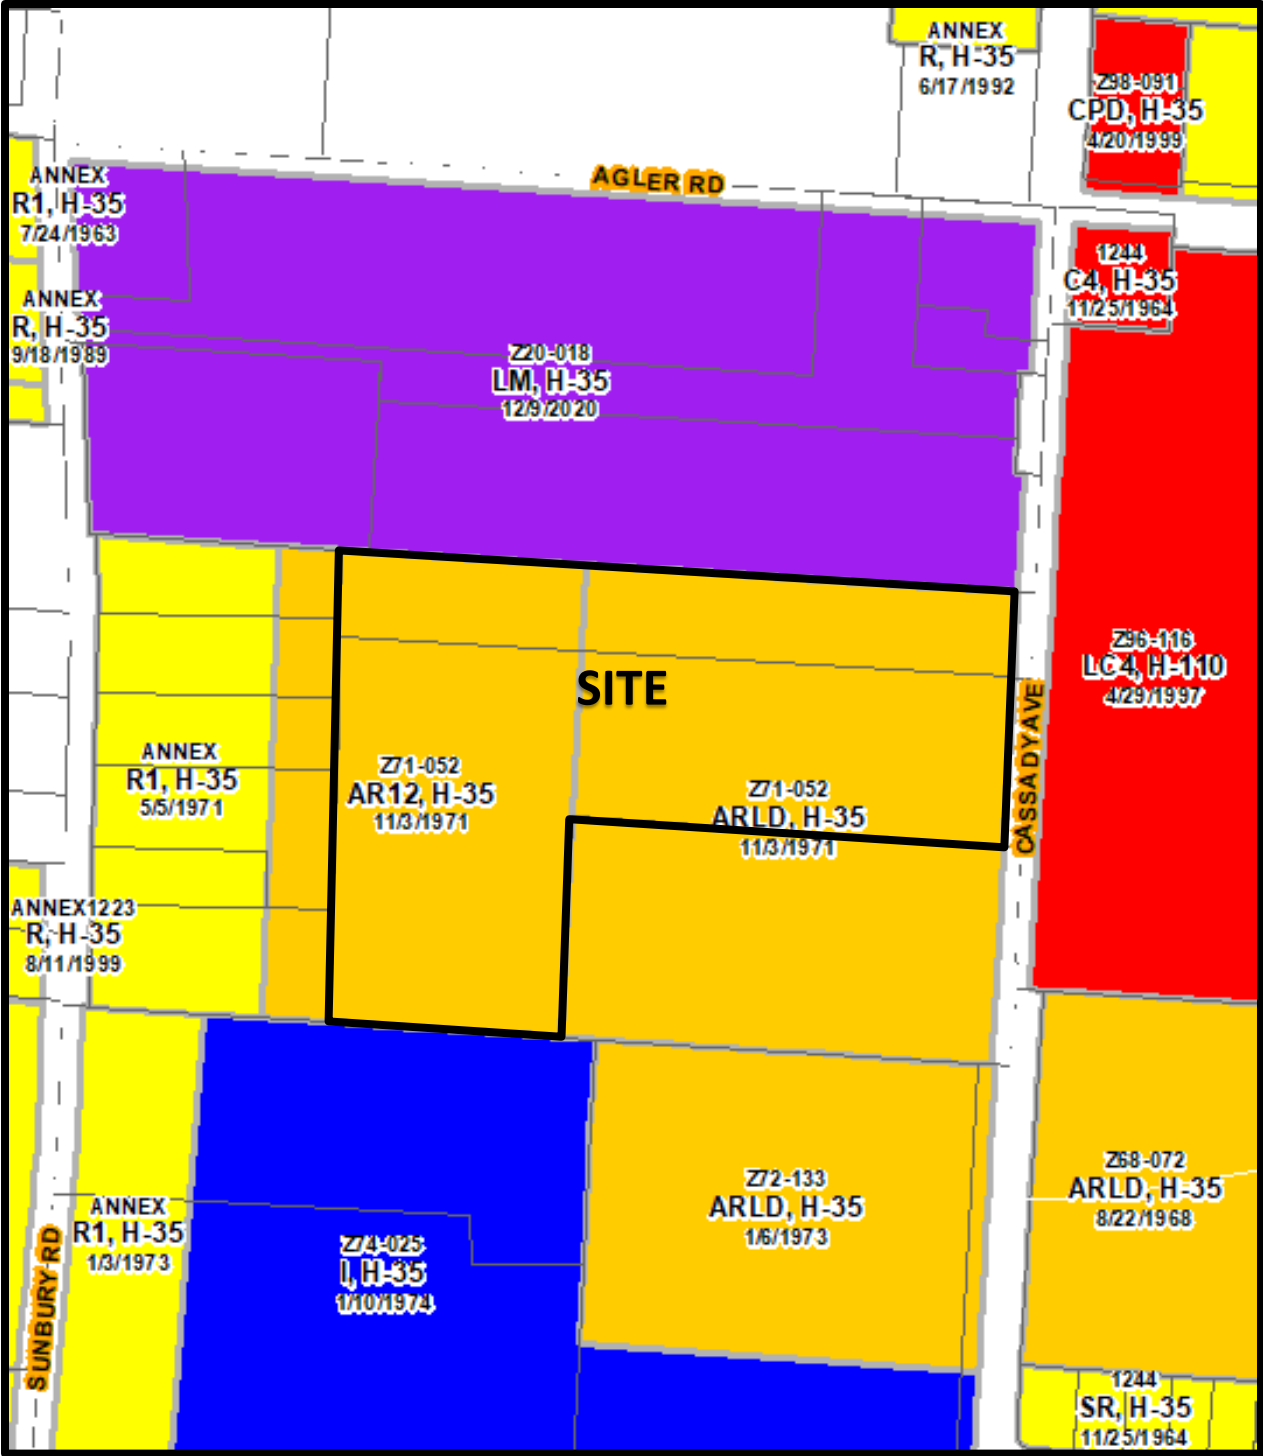 ANNEX
R, H-35
6/17/1992
Z98-091
CPD, H-35
4/20/1999
ANNEX
R1, H-35
7/24/1963
AGLER RD
1244
C4, H-35
11/25/1964
ANNEX
R, H-35
9/18/1989
Z20-018
LM, H-35
12/9/2020
Z96-116
LC4, H-110
4/29/1997
SITE
CASSADY AVE
ANNEX
R1, H-35
5/5/1971
Z71-052
AR12, H-35
11/3/1971
Z71-052
ARLD, H-35
11/3/1971
ANNEX1223
R, H-35
8/11/1999
Z72-133
ARLD, H-35
1/6/1973
Z68-072
ARLD, H-35
8/22/1968
ANNEX
R1, H-35
1/3/1973
SUNBURY RD
Z74-025
I, H-35
1/10/1974
1244
SR, H-35
11/25/1964